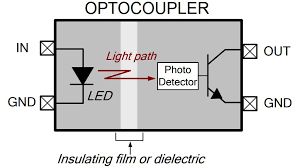 OPTOCOUPLER
IN
Light path
OUT
Photo
Detector
LED
GND
GND
Insulating film or dielectric